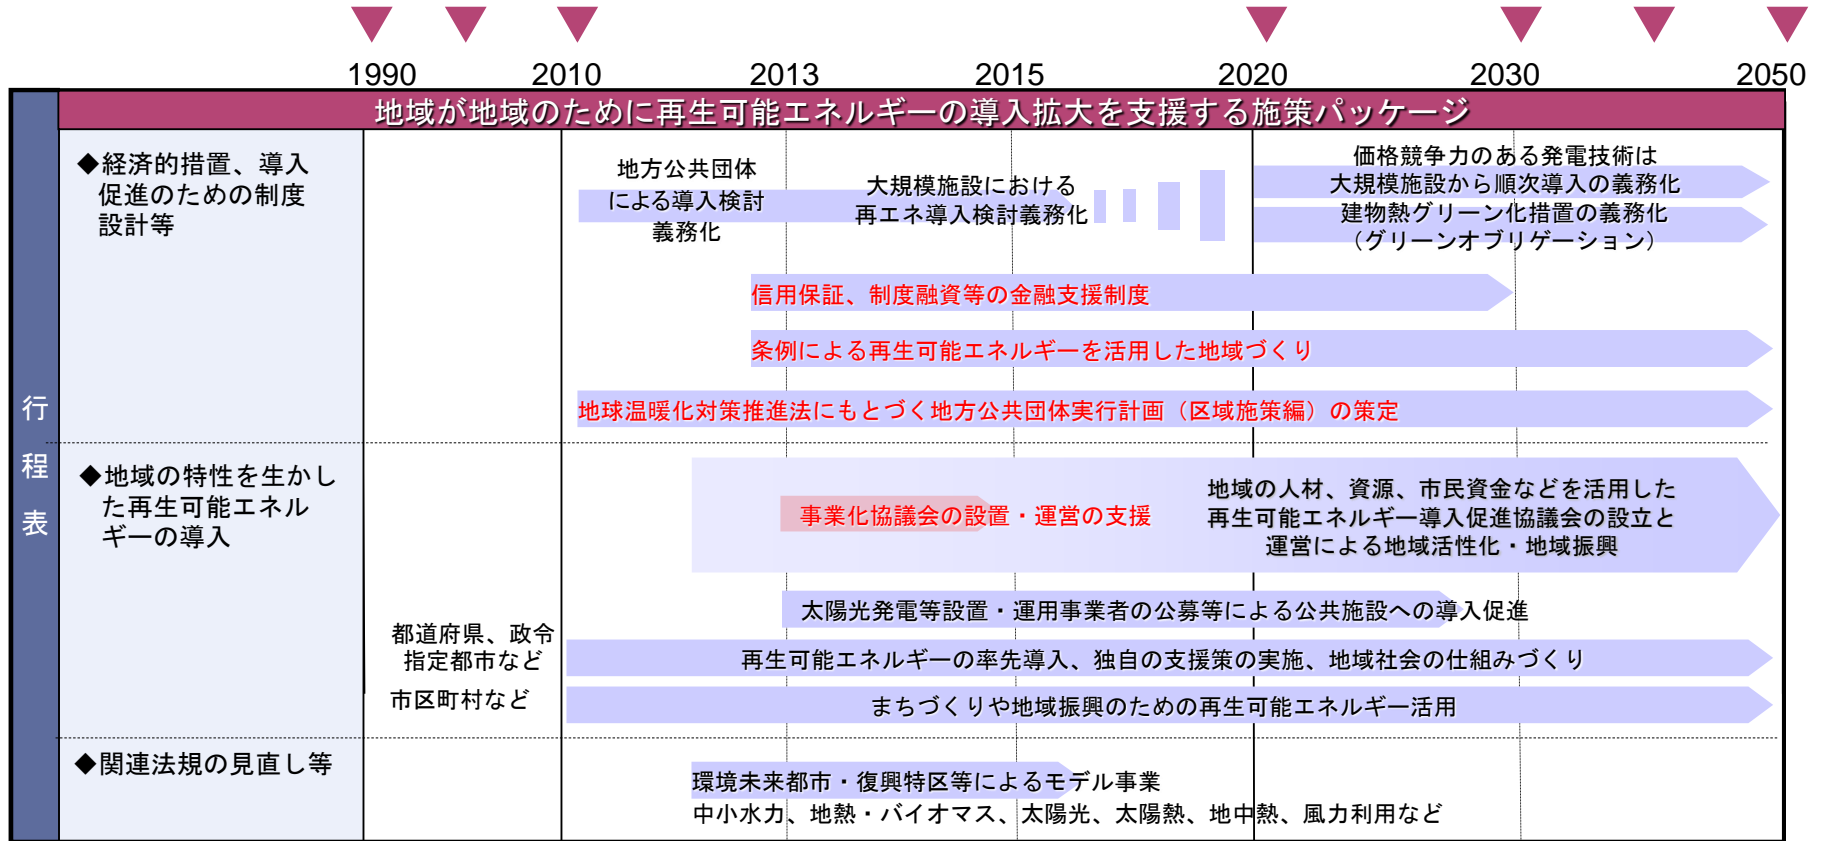 1990 2010 2013 2015 2020 2030 2050
地域が地域のために再生可能エネルギーの導入拡大を支援する施策パッケージ
行程表
◆経済的措置、導入
促進のための制度
設計等
地方公共団体
による導入検討
義務化
大規模施設における
再エネ導入検討義務化
価格競争力のある発電技術は
大規模施設から順次導入の義務化
建物熱グリーン化措置の義務化
（グリーンオブリゲーション）
信用保証、制度融資等の金融支援制度
条例による再生可能エネルギーを活用した地域づくり
地球温暖化対策推進法にもとづく地方公共団体実行計画（区域施策編）の策定
◆地域の特性を生かし
た再生可能エネル
ギーの導入
事業化協議会の設置・運営の支援
地域の人材、資源、市民資金などを活用した
再生可能エネルギー導入促進協議会の設立と
運営による地域活性化・地域振興
太陽光発電等設置・運用事業者の公募等による公共施設への導入促進
都道府県、政令
指定都市など
再生可能エネルギーの率先導入、独自の支援策の実施、地域社会の仕組みづくり
市区町村など
まちづくりや地域振興のための再生可能エネルギー活用
◆関連法規の見直し等
環境未来都市・復興特区等によるモデル事業
中小水力、地熱・バイオマス、太陽光、太陽熱、地中熱、風力利用など